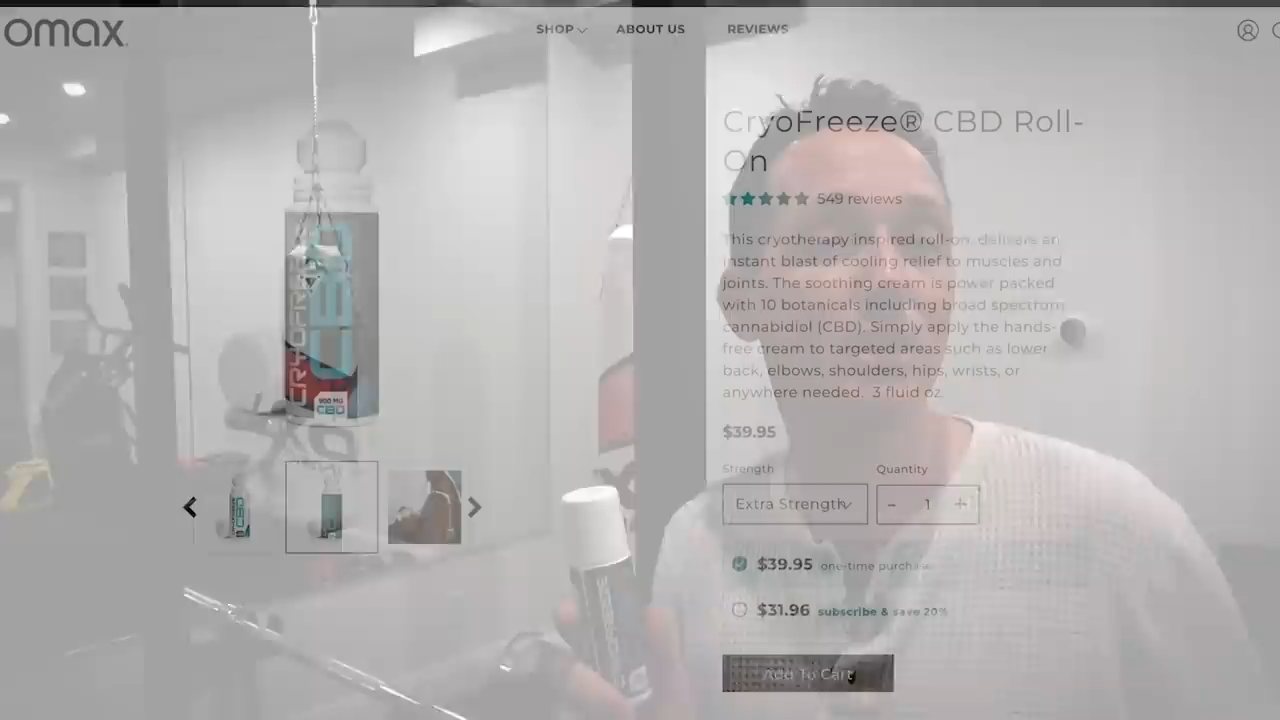 omax
SHOP
ABOUT US
REVIEWS
CryoFreeze® CBD Roll-
On
549 reviews
This cryotherapy inspired roll-on, delivers an
instant blast of cooling relief to muscles and
joints. The soothing cream is power packed
with 10 botanicals including broad spectrum
cannabidiol (CBD). Simply apply the hands-
free cream to targeted areas such as lower
back, elbows, shoulders, hips, wrists, or
anywhere needed. 3 fluid oz.
$39.95
Strength
Quantity
Extra Strength
- 1 +
$39.95 one-time purchase
$31.96 subscribe & save 20%
Add To Cart
CRYOFREEZE
CBD
900 MG
CBD